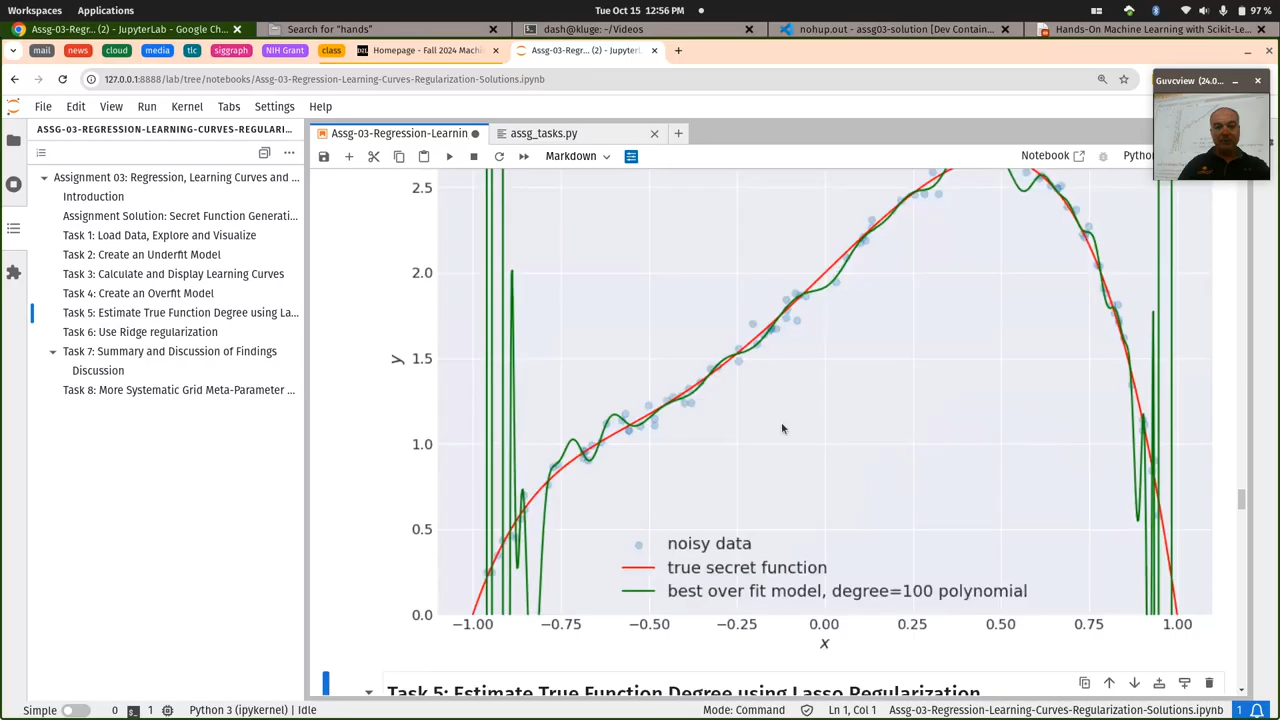 Workspaces Applications Tue Oct 15 12:56 PM 97 %
Assg-03-Regr... (2) - JupyterLab - Google Ch... Search for “hands” dash@kluge: ~/Videos nohup.out - assg03-solution [Dev Contain... Hands-On Machine Learning with Scikit-Le...
mail news cloud media tlc siggraph NIH Grant class Homepage - Fall 2024 Machi Assg-03-Regr... (2) - Jupyter
127.0.0.1:8888/lab/tree/notebooks/Assg-03-Regression-Learning-Curves-Regularization-Solutions.ipynb
Guvcview (24.0...
File Edit View Run Kernel Tabs Settings Help
ASSG-03-REGRESSION-LEARNING-CURVES-REGULARI...
Assg-03-Regression-Learnin assg_tasks.py
Markdown Notebook Pytho
Assignment 03: Regression, Learning Curves and ...
Introduction
Assignment Solution: Secret Function Generati...
Task 1: Load Data, Explore and Visualize
Task 2: Create an Underfit Model
Task 3: Calculate and Display Learning Curves
Task 4: Create an Overfit Model
Task 5: Estimate True Function Degree using La...
Task 6: Use Ridge regularization
Task 7: Summary and Discussion of Findings
Discussion
Task 8: More Systematic Grid Meta-Parameter ...
2.5
2.0
1.5
1.0
0.5
0.0
y
noisy data
true secret function
best over fit model, degree=100 polynomial
−1.00 −0.75 −0.50 −0.25 0.00 0.25 0.50 0.75 1.00
x
Task 5: Estimate True Function Degree using Lasso Regularization
Simple 0 1 Python 3 (ipykernel) | Idle Mode: Command Ln 1, Col 1 Assg-03-Regression-Learning-Curves-Regularization-Solutions.ipynb 1